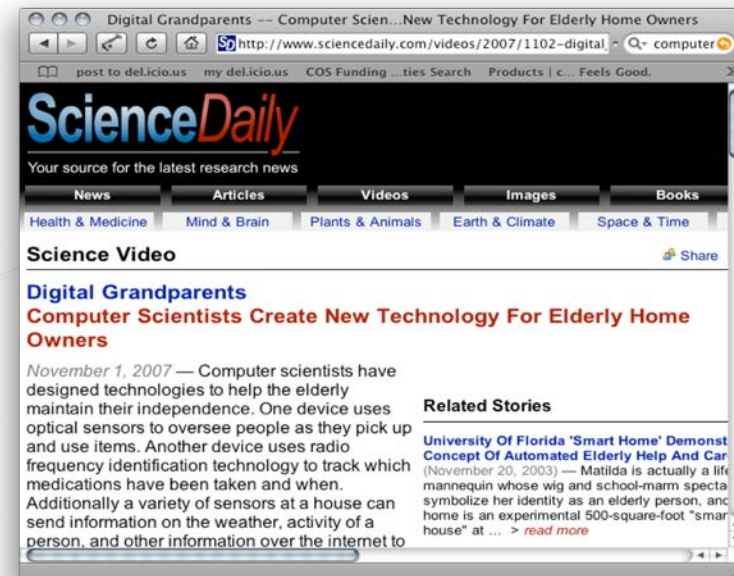 Digital Grandparents -- Computer Scien...New Technology For Elderly Home Owners
http://www.sciencedaily.com/videos/2007/1102-digital_
computer
post to del.icio.us my del.icio.us COS Funding ...ties Search Products | c... Feels Good.
ScienceDaily
Your source for the latest research news
News Articles Videos Images Books
Health & Medicine Mind & Brain Plants & Animals Earth & Climate Space & Time
Science Video
Share
Digital Grandparents
Computer Scientists Create New Technology For Elderly Home
Owners
November 1, 2007 — Computer scientists have
designed technologies to help the elderly
maintain their independence. One device uses
optical sensors to oversee people as they pick up
and use items. Another device uses radio
frequency identification technology to track which
medications have been taken and when.
Additionally a variety of sensors at a house can
send information on the weather, activity of a
person, and other information over the internet to
Related Stories
University Of Florida 'Smart Home' Demonst
Concept Of Automated Elderly Help And Car
(November 20, 2003) — Matilda is actually a life
mannequin whose wig and school-marm specta
symbolize her identity as an elderly person, and
home is an experimental 500-square-foot "smar
house" at ... > read more